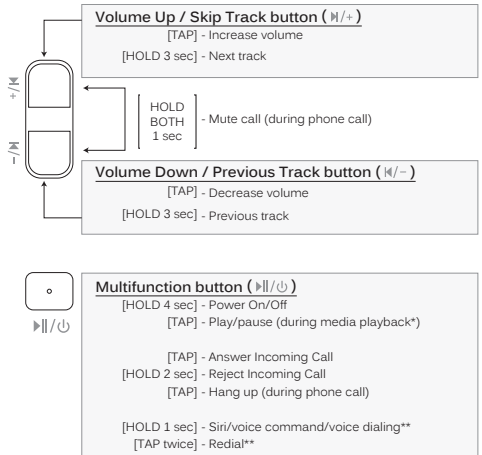 Volume Up / Skip Track button ( /+ )
[TAP] - Increase volume
[HOLD 3 sec] - Next track
+/
HOLD
BOTH - Mute call (during phone call)
1 sec
−/
Volume Down / Previous Track button ( /− )
[TAP] - Decrease volume
[HOLD 3 sec] - Previous track
Multifunction button ( / )
[HOLD 4 sec] - Power On/Off
[TAP] - Play/pause (during media playback*)
[TAP] - Answer Incoming Call
[HOLD 2 sec] - Reject Incoming Call
[TAP] - Hang up (during phone call)
[HOLD 1 sec] - Siri/voice command/voice dialing**
[TAP twice] - Redial**